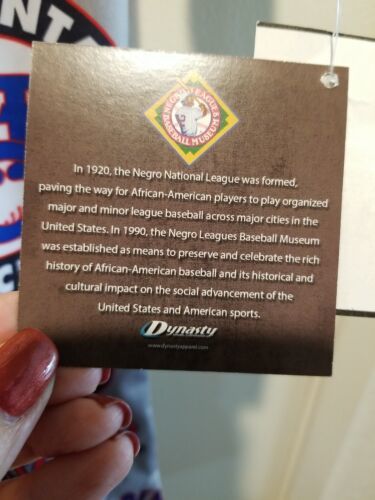 NEGRO LEAGUES
BASEBALL MUSEUM
In 1920, the Negro National League was formed,
paving the way for African-American players to play organized
major and minor league baseball across major cities in the
United States. In 1990, the Negro Leagues Baseball Museum
was established as means to preserve and celebrate the rich
history of African-American baseball and its historical and
cultural impact on the social advancement of the
United States and American sports.
Dynasty
www.dynastyapparel.com